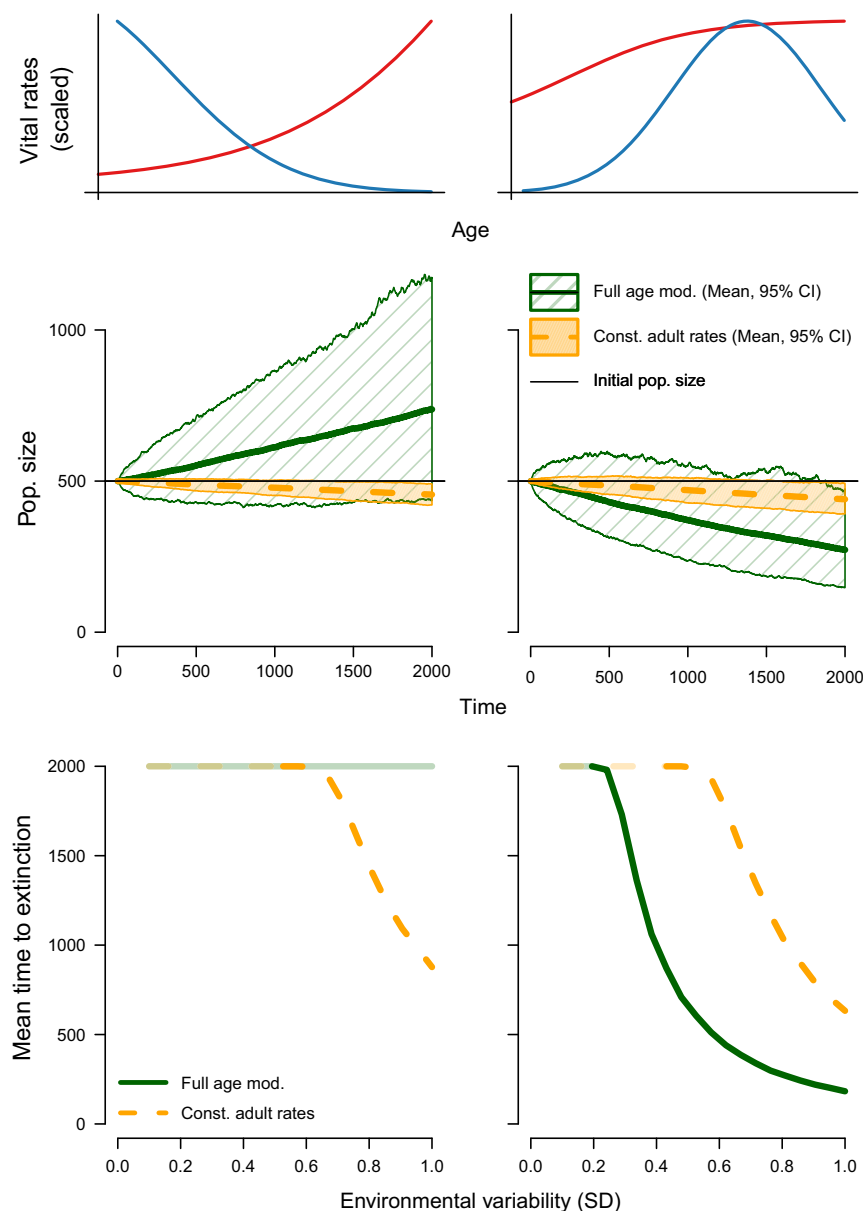 Vital rates
(scaled)
Age
Pop. size
1000
500
0
0 500 1000 1500 2000
Full age mod. (Mean, 95% CI)
Const. adult rates (Mean, 95% CI)
Initial pop. size
0 500 1000 1500 2000
Time
Mean time to extinction
2000
1500
1000
500
0
Full age mod.
Const. adult rates
0.0 0.2 0.4 0.6 0.8 1.0
0.0 0.2 0.4 0.6 0.8 1.0
Environmental variability (SD)